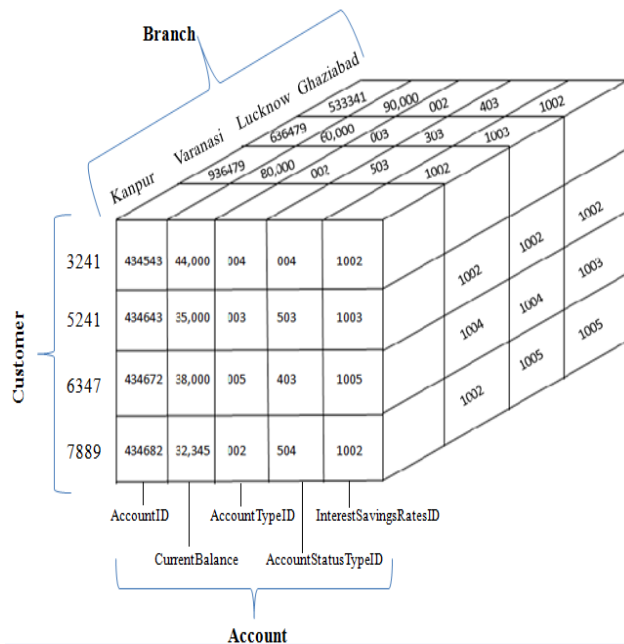 Branch
Kanpur Varanasi Lucknow Ghaziabad
533341 90,000 002 403 1002
636479 60,000 003 303 1003
936479 80,000 002 503 1002
Customer
3241 434543 44,000 004 004 1002
5241 434643 35,000 003 503 1003
6347 434672 38,000 005 403 1005
7889 434682 32,345 002 504 1002
1002 1002 1002
1004 1004 1003
1002 1005 1005
AccountID AccountTypeID InterestSavingsRatesID
CurrentBalance AccountStatusTypeID
Account